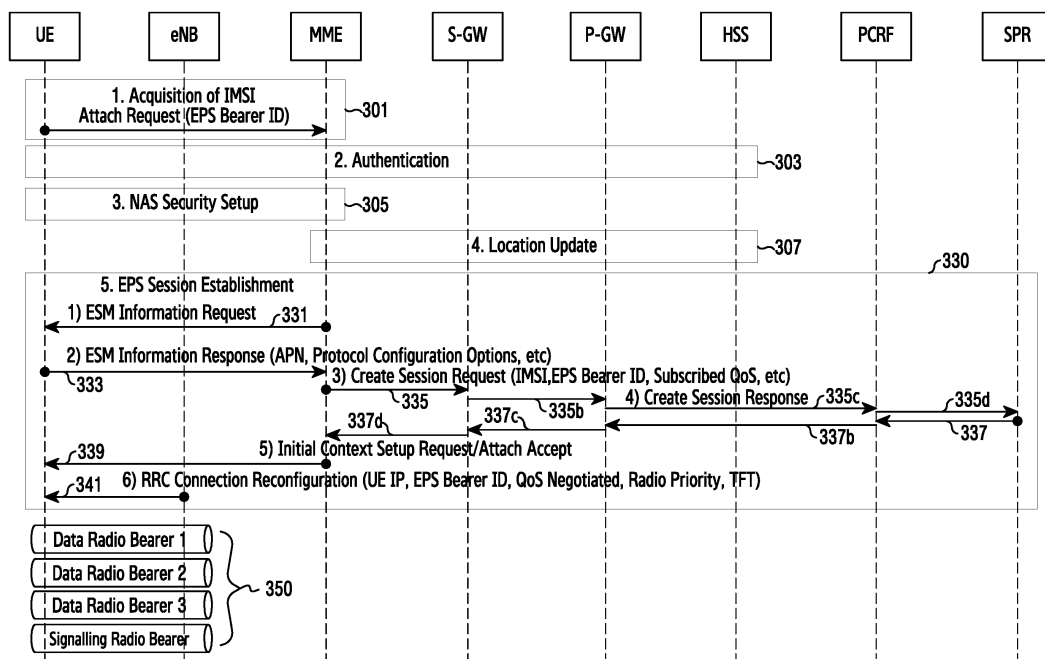 UE eNB MME S-GW P-GW HSS PCRF SPR
1. Acquisition of IMSI
Attach Request (EPS Bearer ID)
301
2. Authentication
303
3. NAS Security Setup
305
4. Location Update
307
330
5. EPS Session Establishment
1) ESM Information Request
331
2) ESM Information Response (APN, Protocol Configuration Options, etc)
333
3) Create Session Request (IMSI,EPS Bearer ID, Subscribed QoS, etc)
335
335b
4) Create Session Response
335c
335d
337d
337c
337b
337
339
5) Initial Context Setup Request/Attach Accept
341
6) RRC Connection Reconfiguration (UE IP, EPS Bearer ID, QoS Negotiated, Radio Priority, TFT)
Data Radio Bearer 1
Data Radio Bearer 2
350
Data Radio Bearer 3
Signalling Radio Bearer